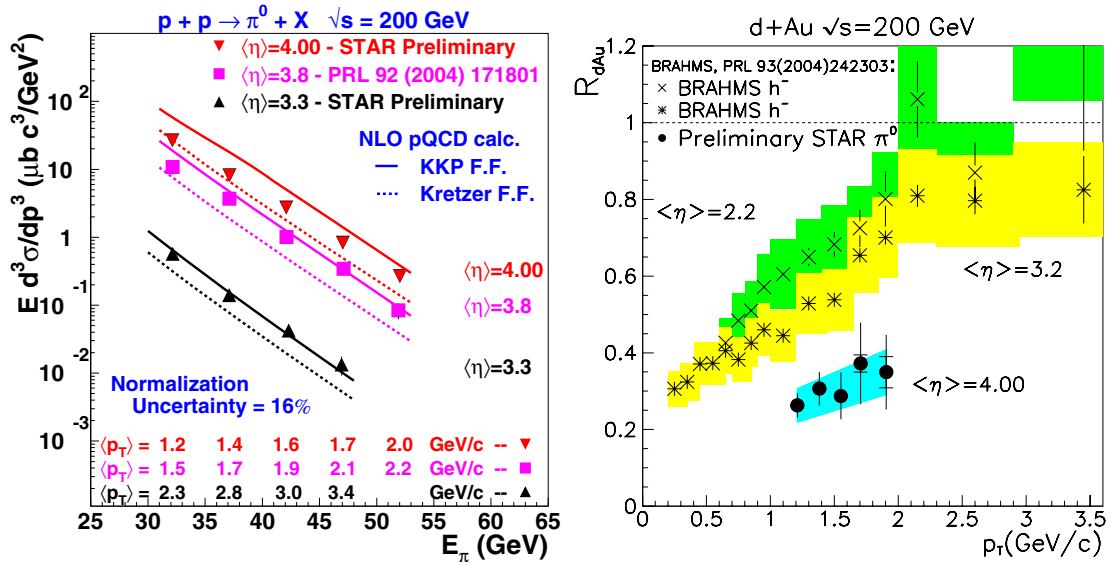 p + p → π⁰ + X √s = 200 GeV
⟨η⟩=4.00 - STAR Preliminary
⟨η⟩=3.8 - PRL 92 (2004) 171801
⟨η⟩=3.3 - STAR Preliminary
NLO pQCD calc.
KKP F.F.
Kretzer F.F.
E d³σ/dp³ (μb c³/GeV²)
10²
10
1
10⁻¹
10⁻²
10⁻³
⟨η⟩=4.00
⟨η⟩=3.8
⟨η⟩=3.3
Normalization
Uncertainty = 16%
⟨p_T⟩ = 1.2 1.4 1.6 1.7 2.0 GeV/c --
⟨p_T⟩ = 1.5 1.7 1.9 2.1 2.2 GeV/c --
⟨p_T⟩ = 2.3 2.8 3.0 3.4 GeV/c --
25 30 35 40 45 50 55 60 65
E_π (GeV)
d+Au √s=200 GeV
R_dAu
BRAHMS, PRL 93(2004)242303:
BRAHMS h⁻
BRAHMS h⁻
Preliminary STAR π⁰
1.2
1
0.8
0.6
0.4
0.2
0
<η>=2.2
<η>=3.2
<η>=4.00
0 0.5 1 1.5 2 2.5 3 3.5
p_T(GeV/c)